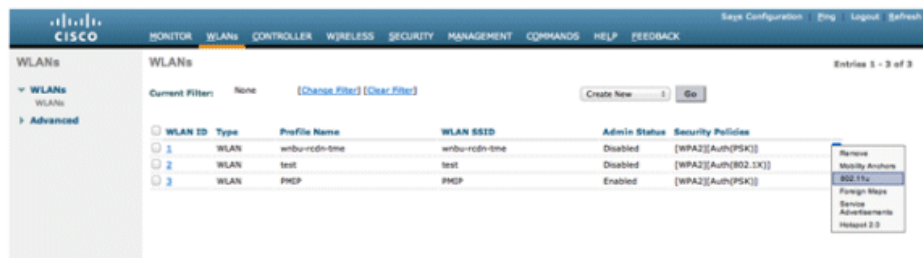 Save Configuration | Ping | Logout | Refresh
CISCO
MONITOR WLANs CONTROLLER WIRELESS SECURITY MANAGEMENT COMMANDS HELP FEEDBACK
WLANs
WLANs
WLANs
Advanced
WLANs
Entries 1 - 3 of 3
Current Filter: None [Change Filter] [Clear Filter]
Create New Go
WLAN ID Type Profile Name WLAN SSID Admin Status Security Policies
1 WLAN wnbu-rcdn-tme wnbu-rcdn-tme Disabled [WPA2][Auth(PSK)]
2 WLAN test test Disabled [WPA2][Auth(802.1X)]
3 WLAN PMIP PMIP Enabled [WPA2][Auth(PSK)]
Remove
Mobility Anchors
802.11u
Foreign Maps
Service
Advertisements
Hotspot 2.0